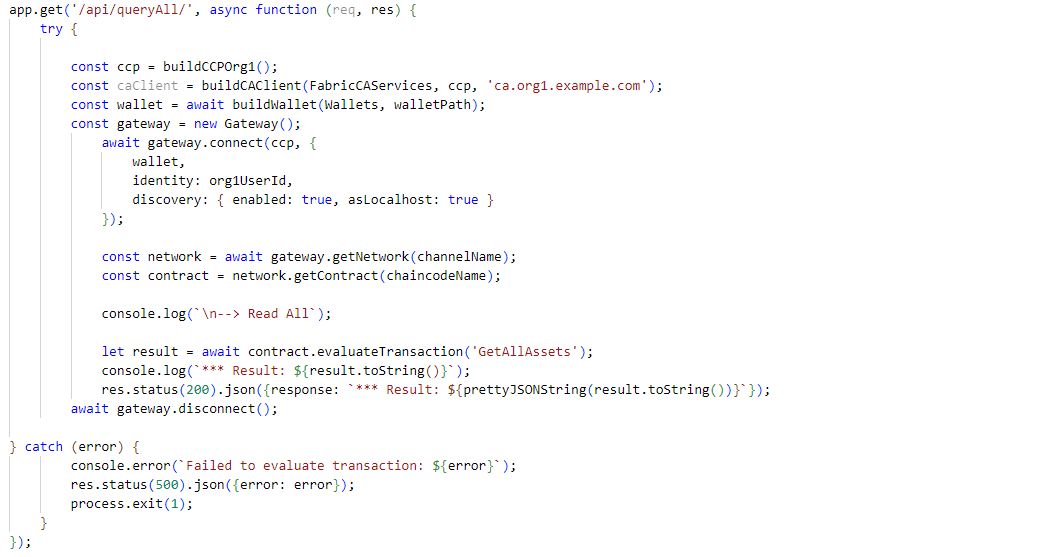 app.get('/api/queryAll/', async function (req, res) {
try {
const ccp = buildCCPOrg1();
const caClient = buildCAClient(FabricCAServices, ccp, 'ca.org1.example.com');
const wallet = await buildWallet(Wallets, walletPath);
const gateway = new Gateway();
await gateway.connect(ccp, {
wallet,
identity: org1UserId,
discovery: { enabled: true, asLocalhost: true }
});
const network = await gateway.getNetwork(channelName);
const contract = network.getContract(chaincodeName);
console.log(`\n--> Read All`);
let result = await contract.evaluateTransaction('GetAllAssets');
console.log(`*** Result: ${result.toString()}`);
res.status(200).json({response: `*** Result: ${prettyJSONString(result.toString())}`});
await gateway.disconnect();
} catch (error) {
console.error(`Failed to evaluate transaction: ${error}`);
res.status(500).json({error: error});
process.exit(1);
}
});